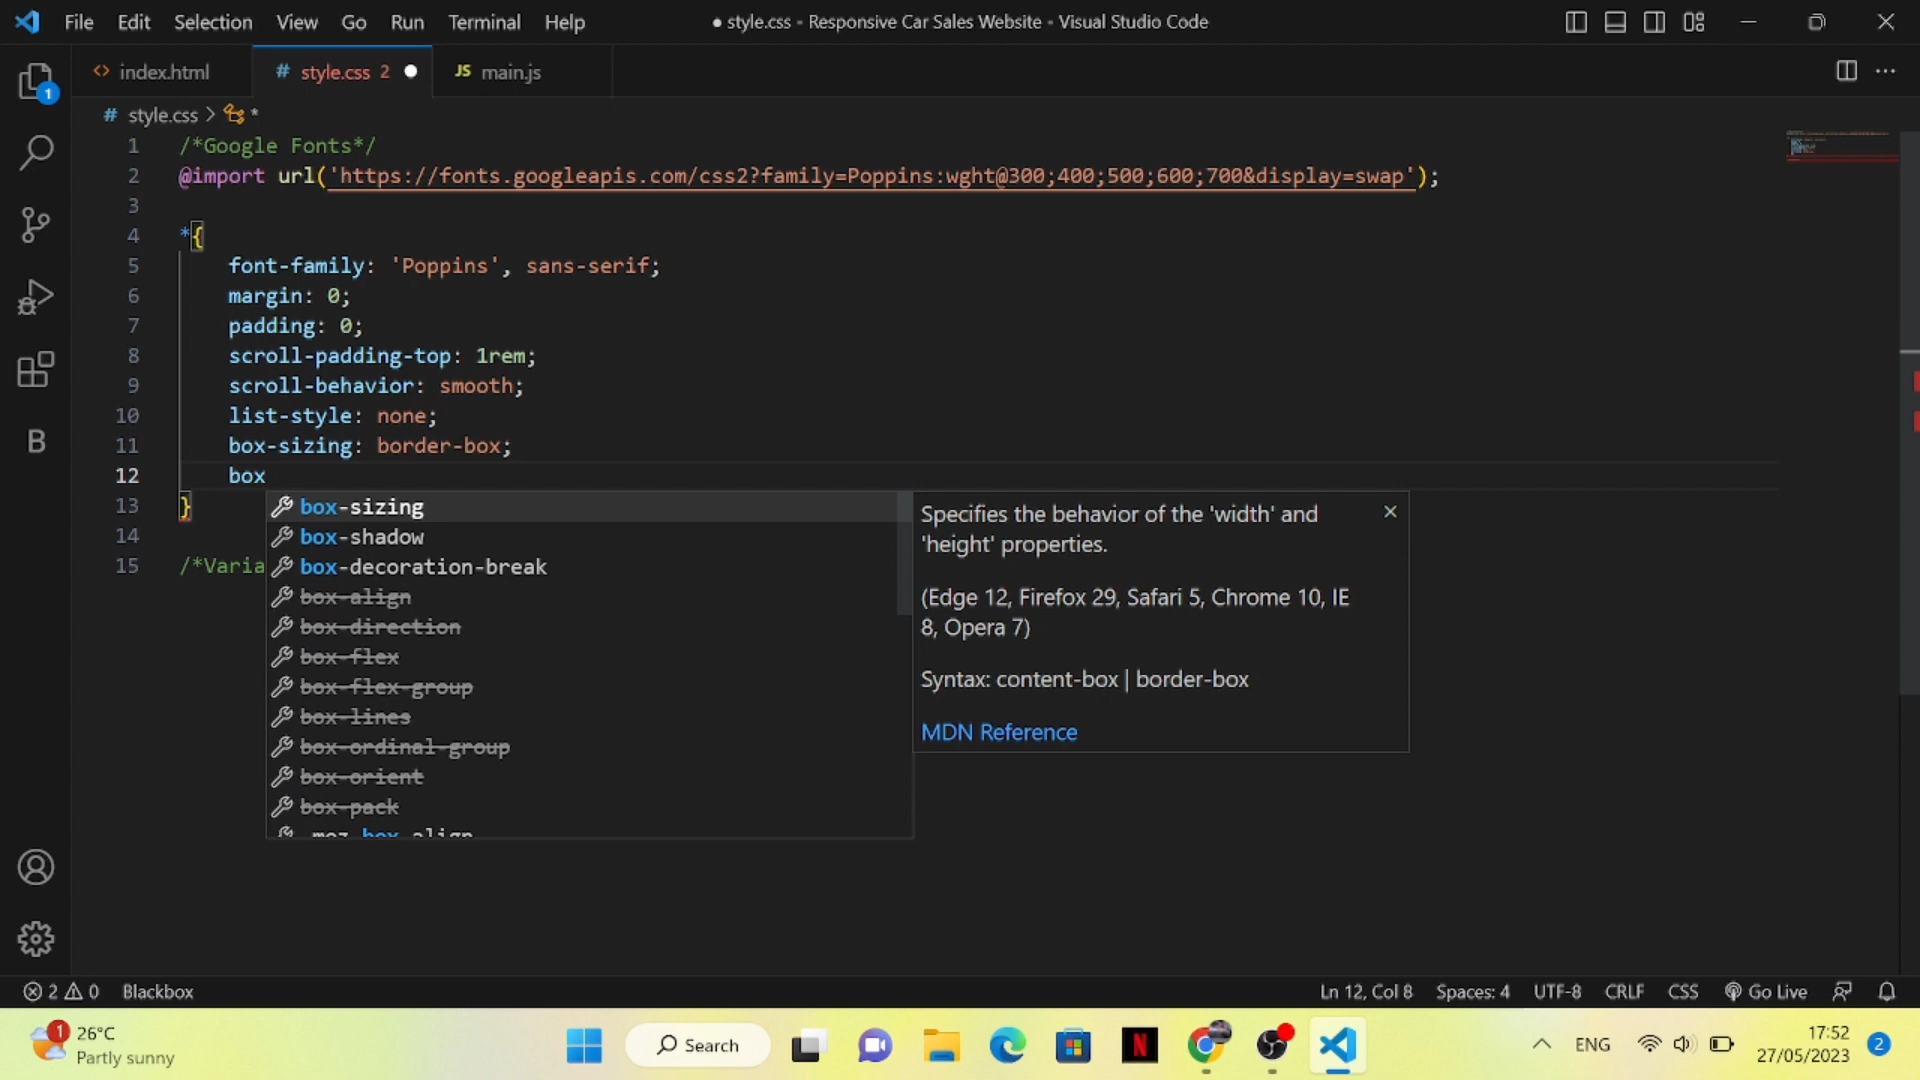 File Edit Selection View Go Run Terminal Help
● style.css - Responsive Car Sales Website - Visual Studio Code
1
<> index.html
# style.css 2 ●
JS main.js
# style.css > *
1 /*Google Fonts*/
2 @import url('https://fonts.googleapis.com/css2?family=Poppins:wght@300;400;500;600;700&display=swap');
3
4 *{
5 font-family: 'Poppins', sans-serif;
6 margin: 0;
7 padding: 0;
8 scroll-padding-top: 1rem;
9 scroll-behavior: smooth;
10 list-style: none;
11 box-sizing: border-box;
12 box
13 }
14
15 /*Varia
box-sizing
box-shadow
box-decoration-break
box-align
box-direction
box-flex
box-flex-group
box-lines
box-ordinal-group
box-orient
box-pack
Specifies the behavior of the 'width' and
'height' properties.
(Edge 12, Firefox 29, Safari 5, Chrome 10, IE
8, Opera 7)
Syntax: content-box | border-box
MDN Reference
B
2 0 Blackbox
Ln 12, Col 8 Spaces: 4 UTF-8 CRLF CSS Go Live
1
26°C
Partly sunny
Search
N
ENG
17:52
27/05/2023
2